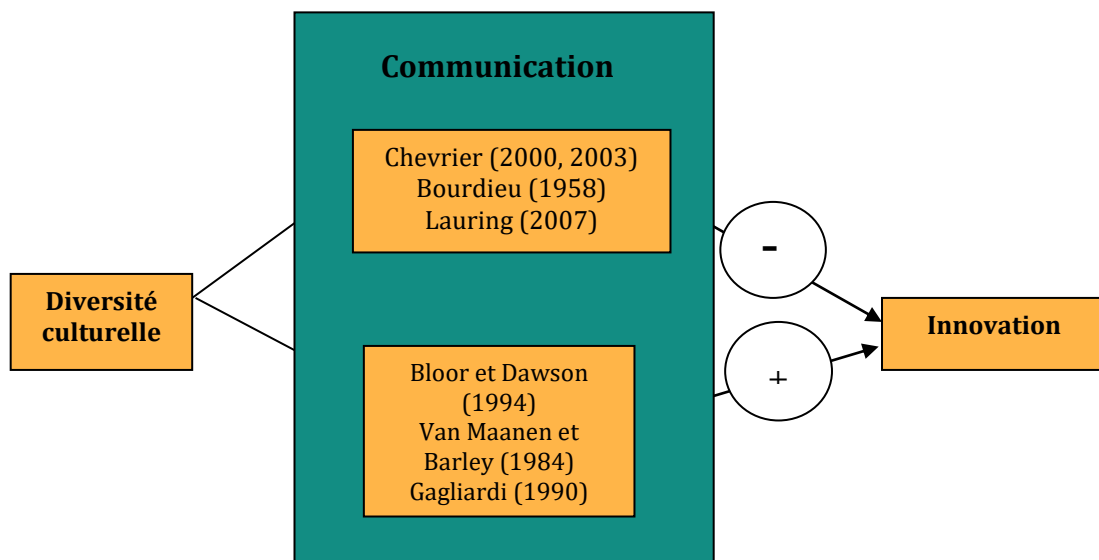 Communication
Chevrier (2000, 2003)
Bourdieu (1958)
Lauring (2007)
Diversité
culturelle
-
Innovation
+
Bloor et Dawson
(1994)
Van Maanen et
Barley (1984)
Gagliardi (1990)